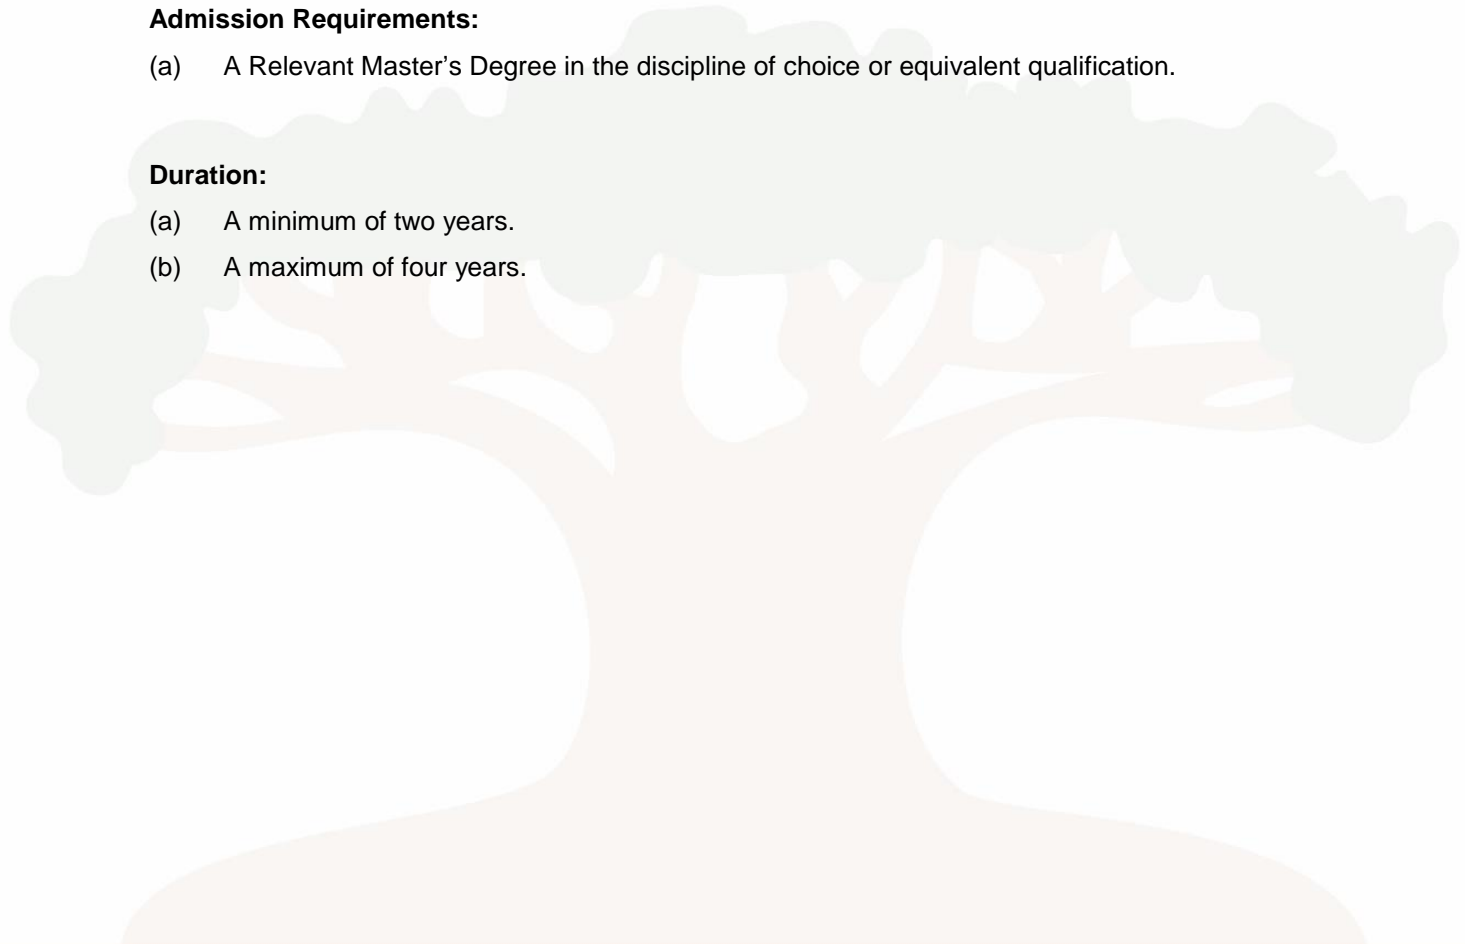 Admission Requirements:
(a) A Relevant Master’s Degree in the discipline of choice or equivalent qualification.
Duration:
(a) A minimum of two years.
(b) A maximum of four years.